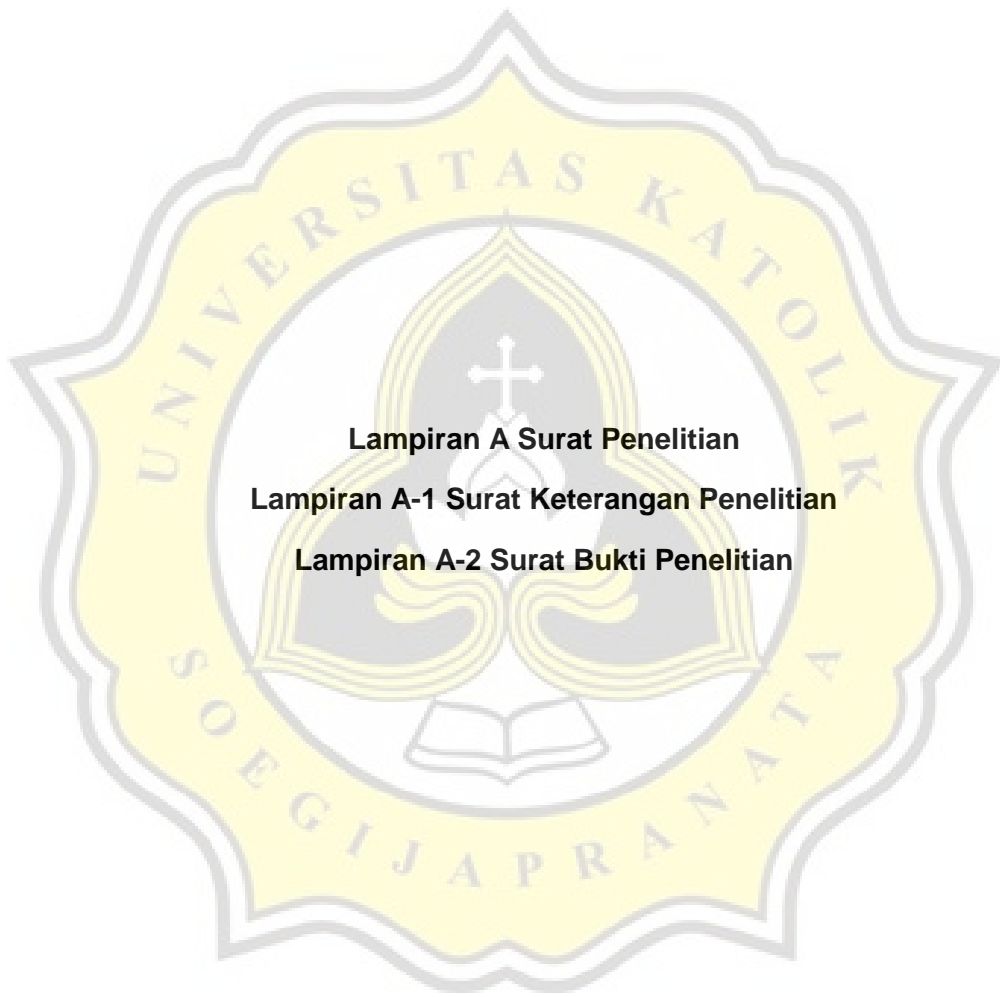 UNIVERSITAS KATOLIK
Lampiran A Surat Penelitian
Lampiran A-1 Surat Keterangan Penelitian
Lampiran A-2 Surat Bukti Penelitian
SOEGIJAPRANATA